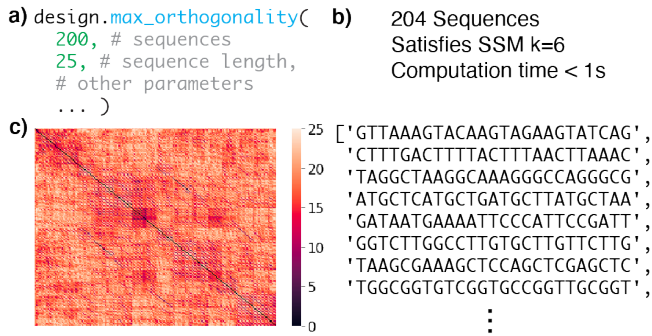 a) design.max_orthogonality(
200, # sequences
25, # sequence length,
# other parameters
... )
b) 204 Sequences
Satisfies SSM k=6
Computation time < 1s
c)
25
20
15
10
5
0
['GTTAAAGTACAAGTAGAAGTATCAG',
'CTTTGACTTTTACTTTAACTTAAAC',
'TAGGCTAAGGCAAAGGGCCAGGGCG',
'ATGCTCATGCTGATGCTTATGCTAA',
'GATAATGAAAATTCCCATTCCGATT',
'GGTCTTGGCCTTGTGCTTGTTCTTG',
'TAAGCGAAAGCTCCAGCTCGAGCTC',
'TGGCGGTGTCGGTGCCGGTTGCGGT',
⋮